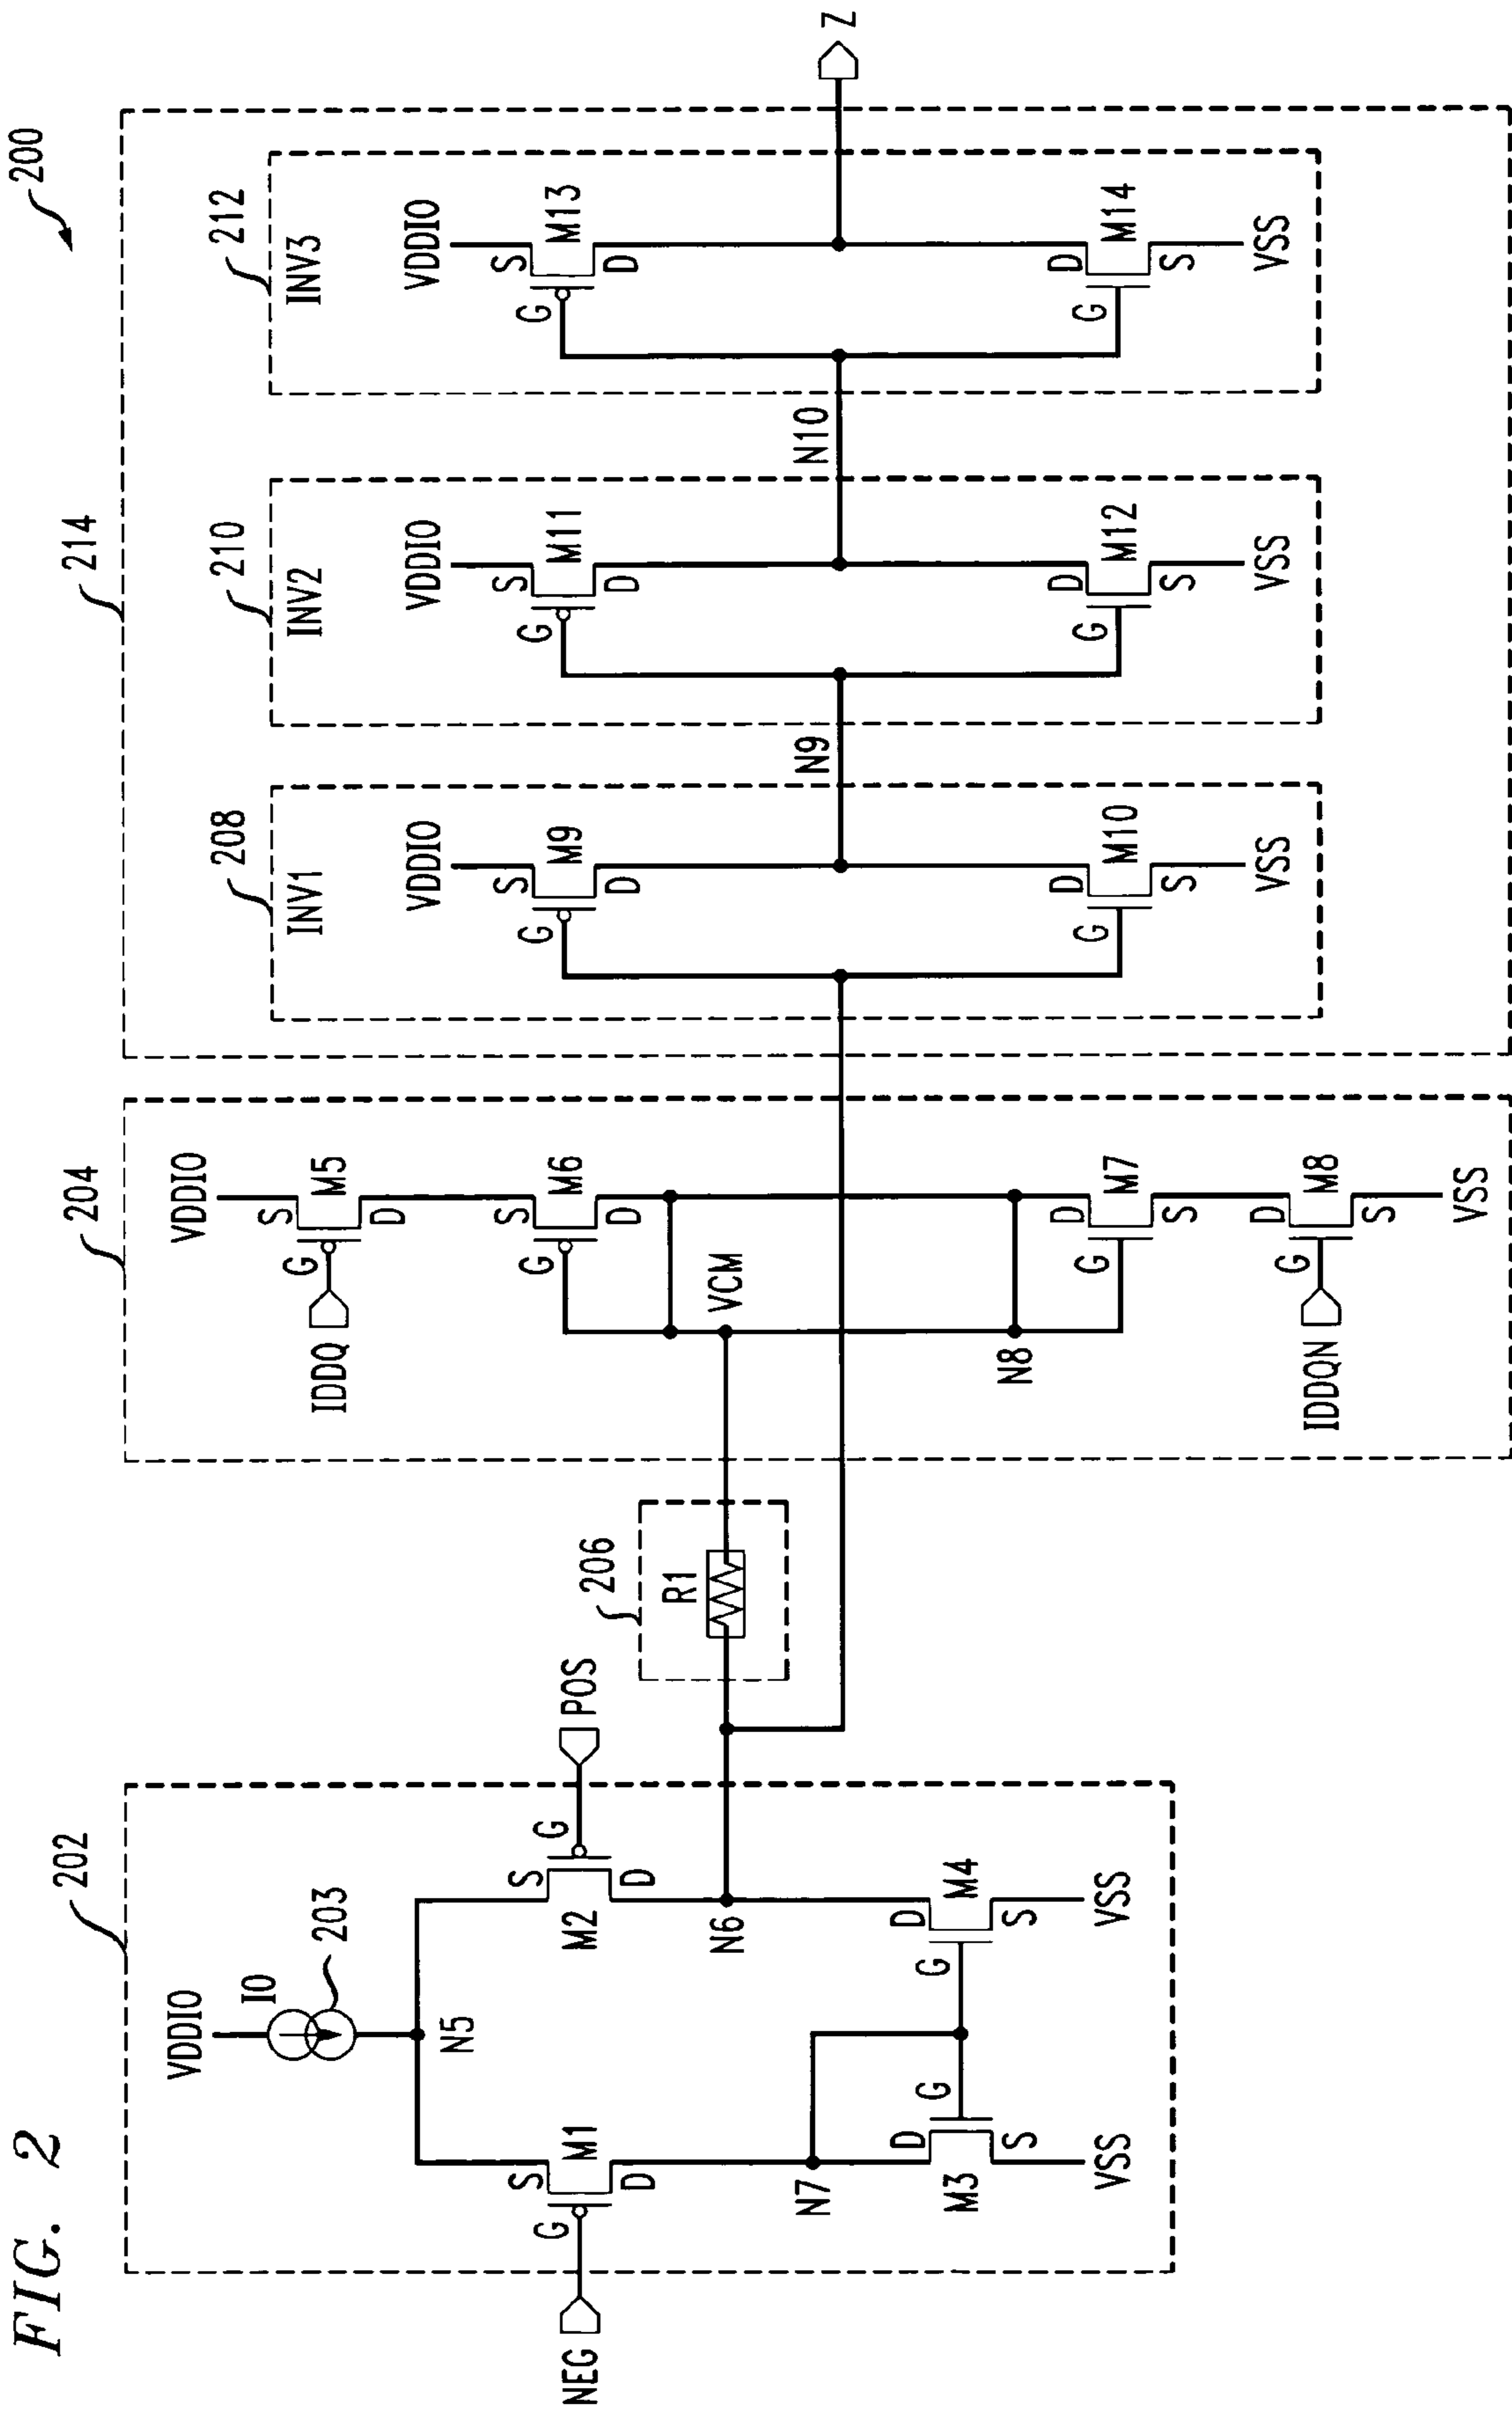 FIG. 2
200
202
VDDIO
IO
203
N5
NEG
G
S
M1
D
S
M2
D
G
POS
N7
N6
D
M3
S
G
G
D
M4
S
VSS
VSS
206
R1
204
VDDIO
IDDQ
G
S
M5
D
G
S
M6
D
VCM
N8
G
D
M7
S
IDDQN
G
D
M8
S
VSS
214
208
INV1
VDDIO
G
S
M9
D
G
D
M10
S
VSS
N9
210
INV2
VDDIO
G
S
M11
D
G
D
M12
S
VSS
N10
212
INV3
VDDIO
G
S
M13
D
G
D
M14
S
VSS
Z